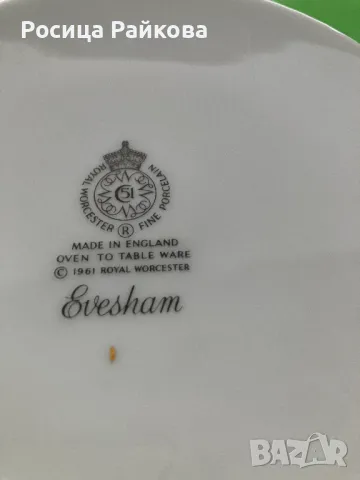 Росица Райкова
ROYAL WORCESTER
FINE PORCELAIN
C 51
®
MADE IN ENGLAND
OVEN TO TABLE WARE
© 1961 ROYAL WORCESTER
Evesham
bazar